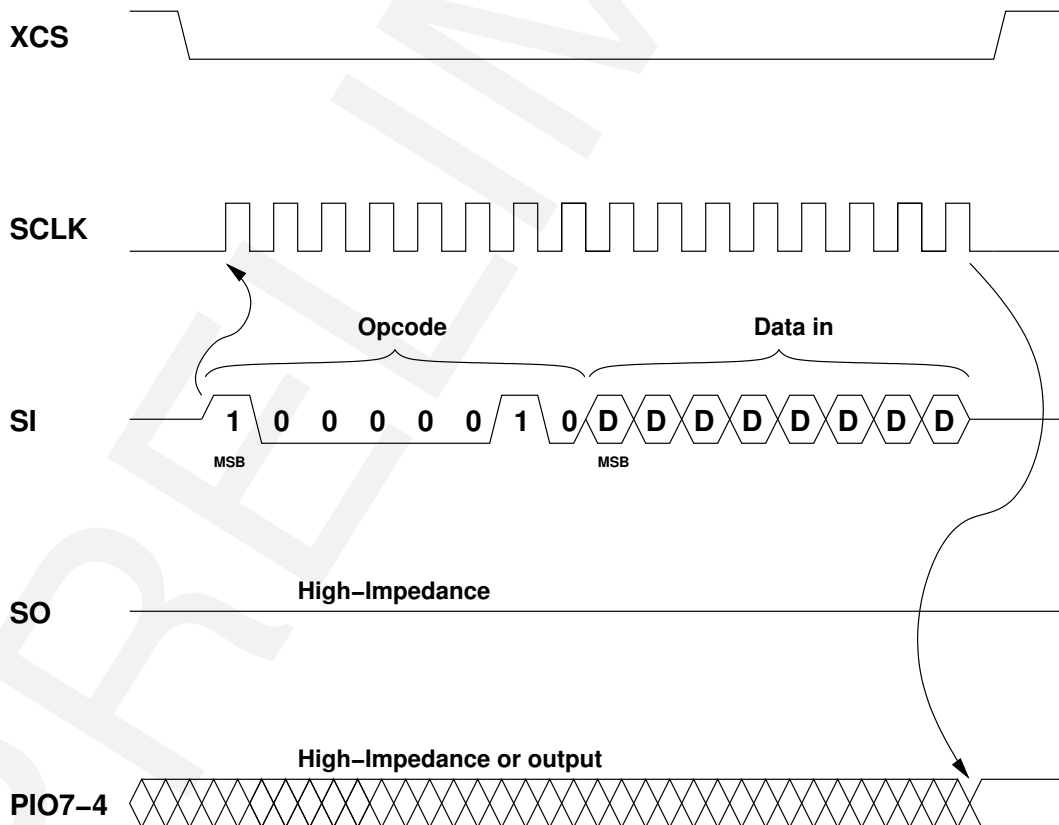 XCS
SCLK
Opcode Data in
SI 1 0 0 0 0 0 1 0 D D D D D D D D
MSB MSB
High−Impedance
SO
High−Impedance or output
PIO7−4
PRELIM